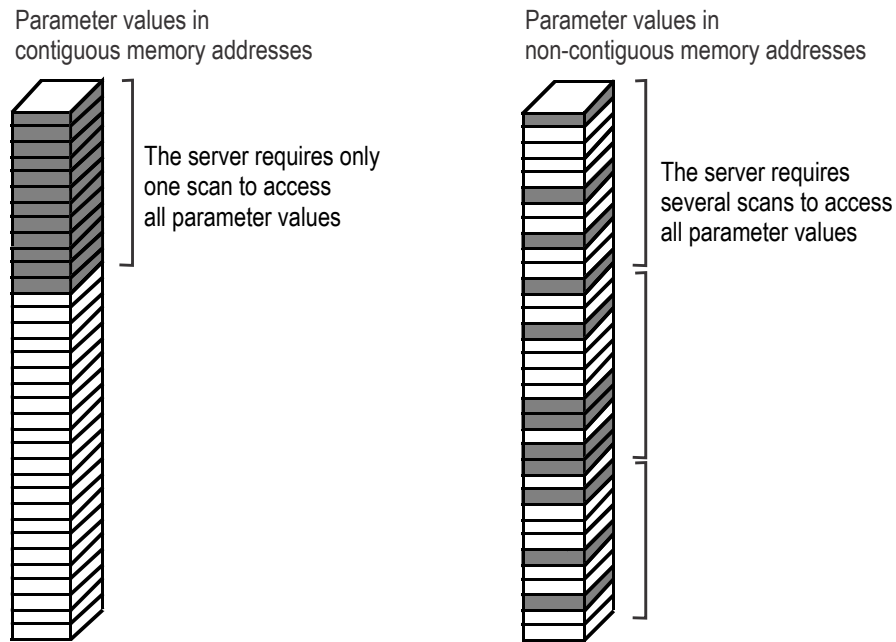 Parameter values in
contiguous memory addresses
The server requires only
one scan to access
all parameter values
Parameter values in
non-contiguous memory addresses
The server requires
several scans to access
all parameter values